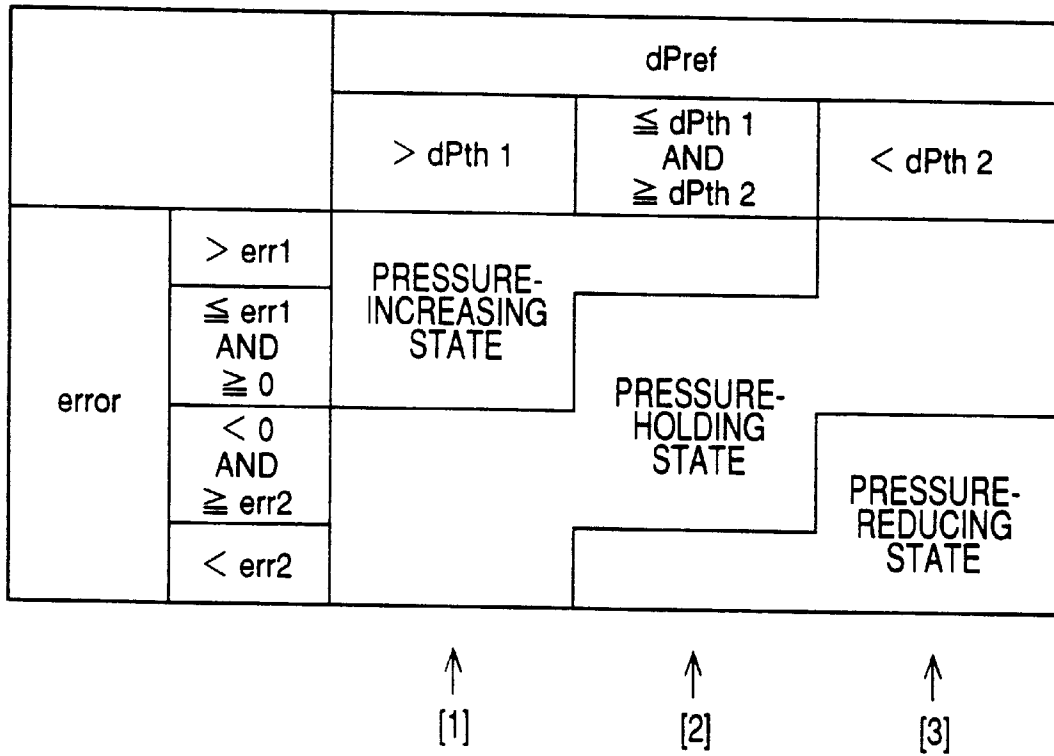 dPref
> dPth 1
≦ dPth 1
AND
≧ dPth 2
< dPth 2
error
> err1
≦ err1
AND
≧ 0
< 0
AND
≧ err2
< err2
PRESSURE-
INCREASING
STATE
PRESSURE-
HOLDING
STATE
PRESSURE-
REDUCING
STATE
[1]
[2]
[3]